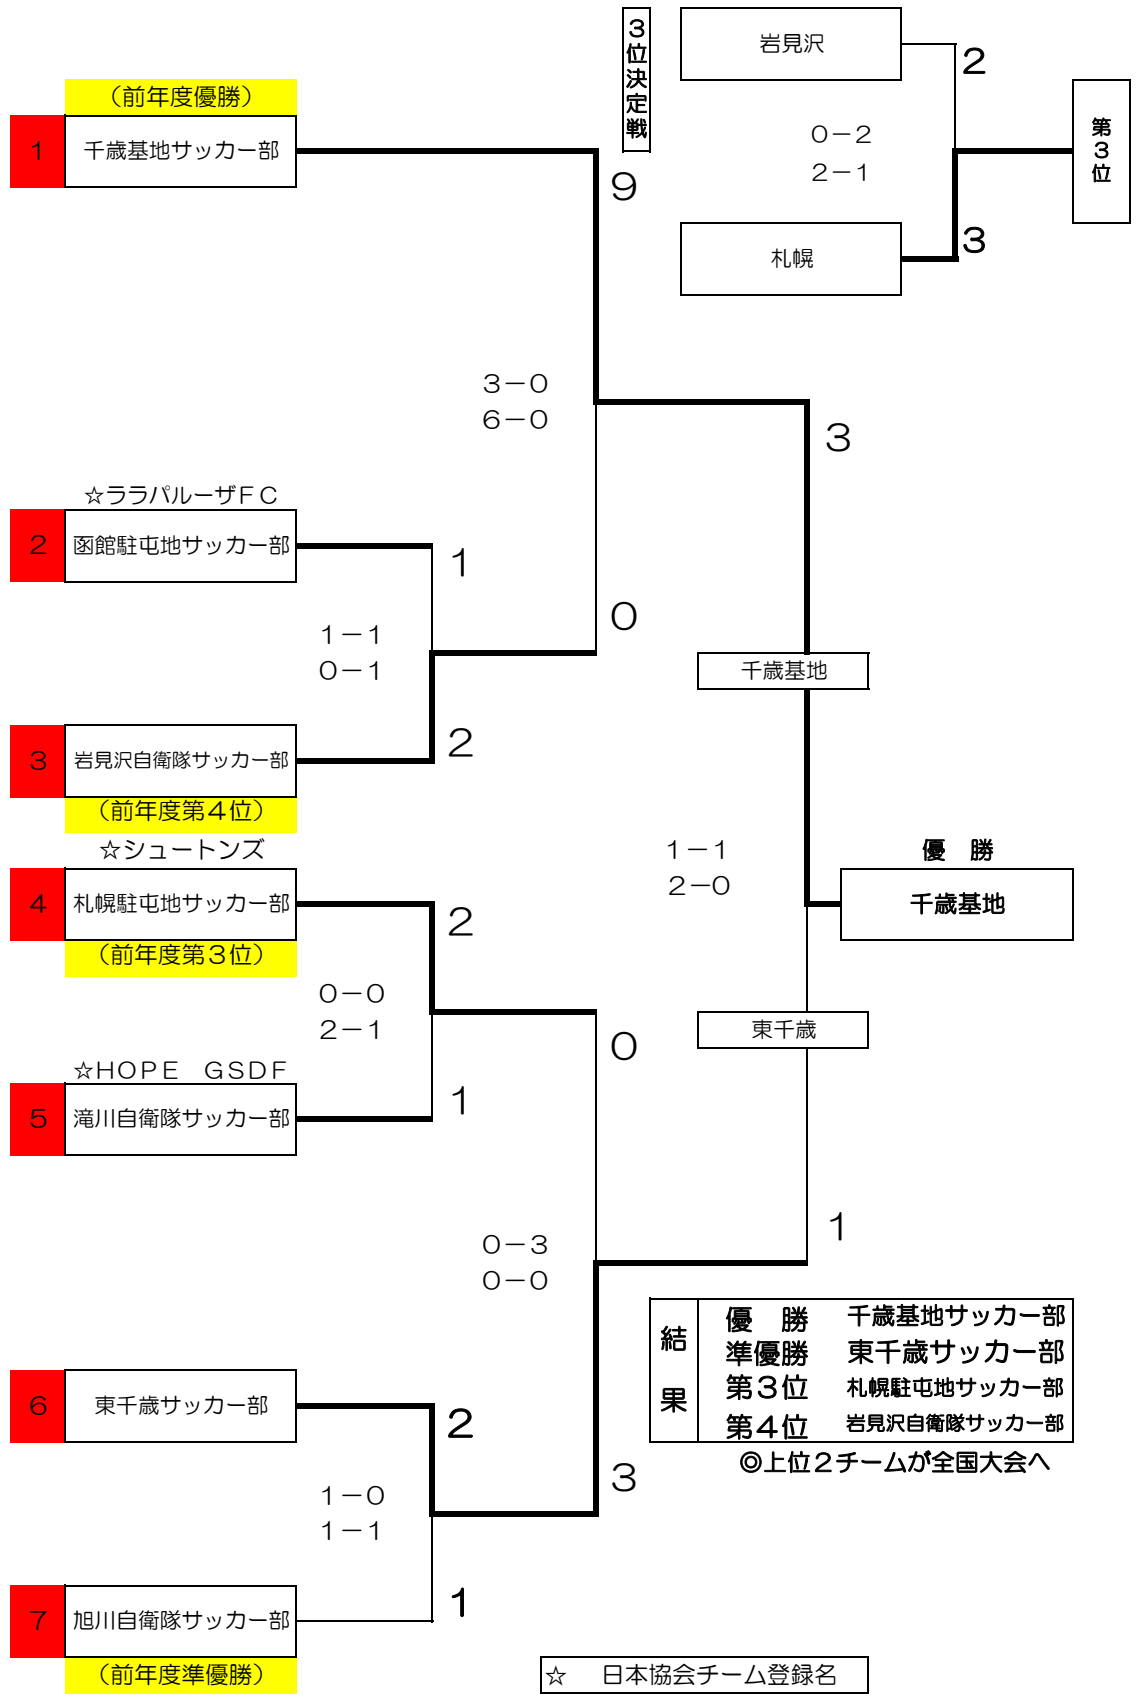 3位決定戦
岩見沢
2
0－2
2－1
札幌
3
第3位
（前年度優勝）
1
千歳基地サッカー部
9
3－0
6－0
3
☆ララパルーザＦＣ
2
函館駐屯地サッカー部
1
1－1
0－1
0
3
岩見沢自衛隊サッカー部
2
（前年度第４位）
千歳基地
☆シュートンズ
4
札幌駐屯地サッカー部
2
（前年度第３位）
1－1
2－0
優　勝
千歳基地
0－0
2－1
0
東千歳
☆ＨＯＰＥ　ＧＳＤＦ
5
滝川自衛隊サッカー部
1
0－3
0－0
1
結果
優　勝　千歳基地サッカー部
準優勝　東千歳サッカー部
第３位　札幌駐屯地サッカー部
第４位　岩見沢自衛隊サッカー部
◎上位２チームが全国大会へ
6
東千歳サッカー部
2
1－0
1－1
3
7
旭川自衛隊サッカー部
1
（前年度準優勝）
☆　日本協会チーム登録名